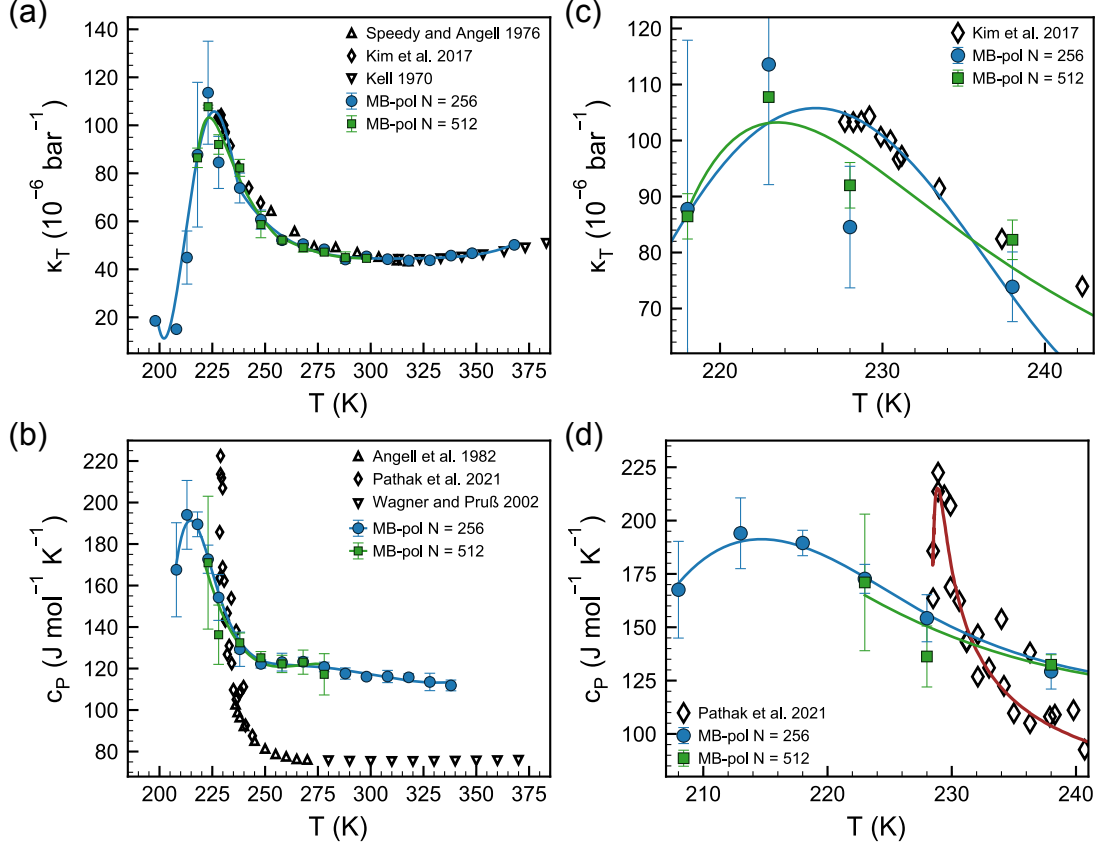 (a)
κT (10⁻⁶ bar⁻¹)
140
120
100
80
60
40
20
Speedy and Angell 1976
Kim et al. 2017
Kell 1970
MB-pol N = 256
MB-pol N = 512
200 225 250 275 300 325 350 375
T (K)
(c)
κT (10⁻⁶ bar⁻¹)
120
110
100
90
80
70
Kim et al. 2017
MB-pol N = 256
MB-pol N = 512
220 230 240
T (K)
(b)
cP (J mol⁻¹ K⁻¹)
220
200
180
160
140
120
100
80
Angell et al. 1982
Pathak et al. 2021
Wagner and Pruß 2002
MB-pol N = 256
MB-pol N = 512
200 225 250 275 300 325 350 375
T (K)
(d)
cP (J mol⁻¹ K⁻¹)
225
200
175
150
125
100
Pathak et al. 2021
MB-pol N = 256
MB-pol N = 512
210 220 230 240
T (K)